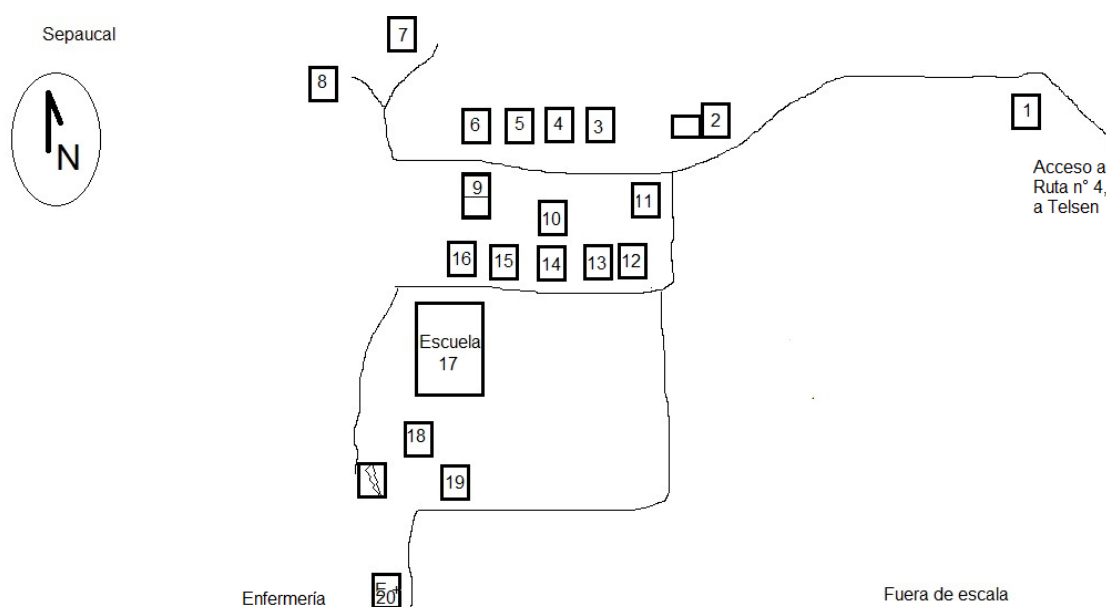 Sepaucal
N
7
8
6
5
4
3
2
1
Acceso a
Ruta n° 4,
a Telsen
9
10
11
16
15
14
13
12
Escuela
17
18
19
E +
20
Enfermería
Fuera de escala